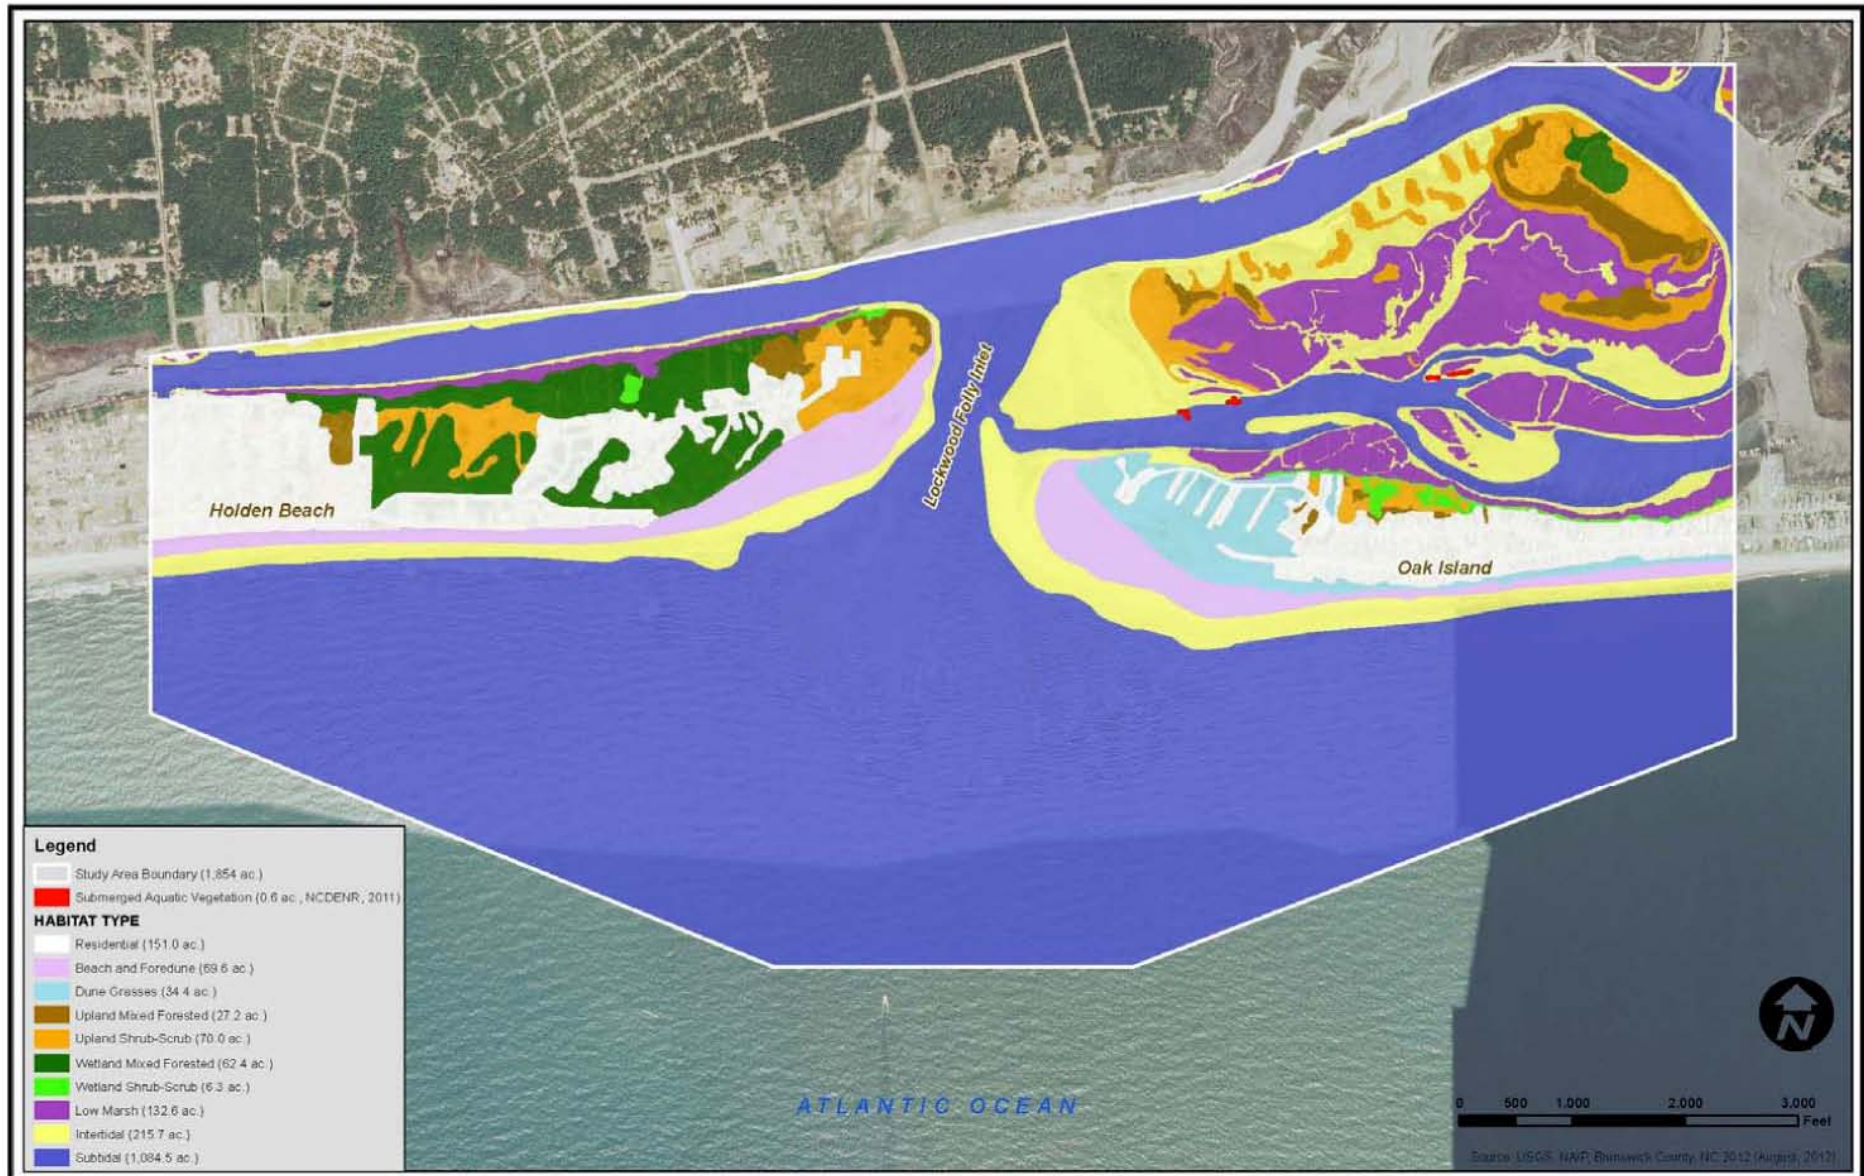 Lockwood Folly Inlet
Holden Beach
Oak Island
Legend
Study Area Boundary (1,854 ac.)
Submerged Aquatic Vegetation (0.6 ac., NCDENR, 2011)
HABITAT TYPE
Residential (151.0 ac.)
Beach and Foredune (69.6 ac.)
Dune Grasses (34.4 ac.)
Upland Mixed Forested (27.2 ac.)
Upland Shrub-Scrub (70.0 ac.)
Wetland Mixed Forested (62.4 ac.)
Wetland Shrub-Scrub (6.3 ac.)
Low Marsh (132.6 ac.)
Intertidal (215.7 ac.)
Subtidal (1,084.5 ac.)
ATLANTIC OCEAN
N
0 500 1,000 2,000 3,000
Feet
Source: USGS, NAIP, Brunswick County, NC 2012 (August, 2012)